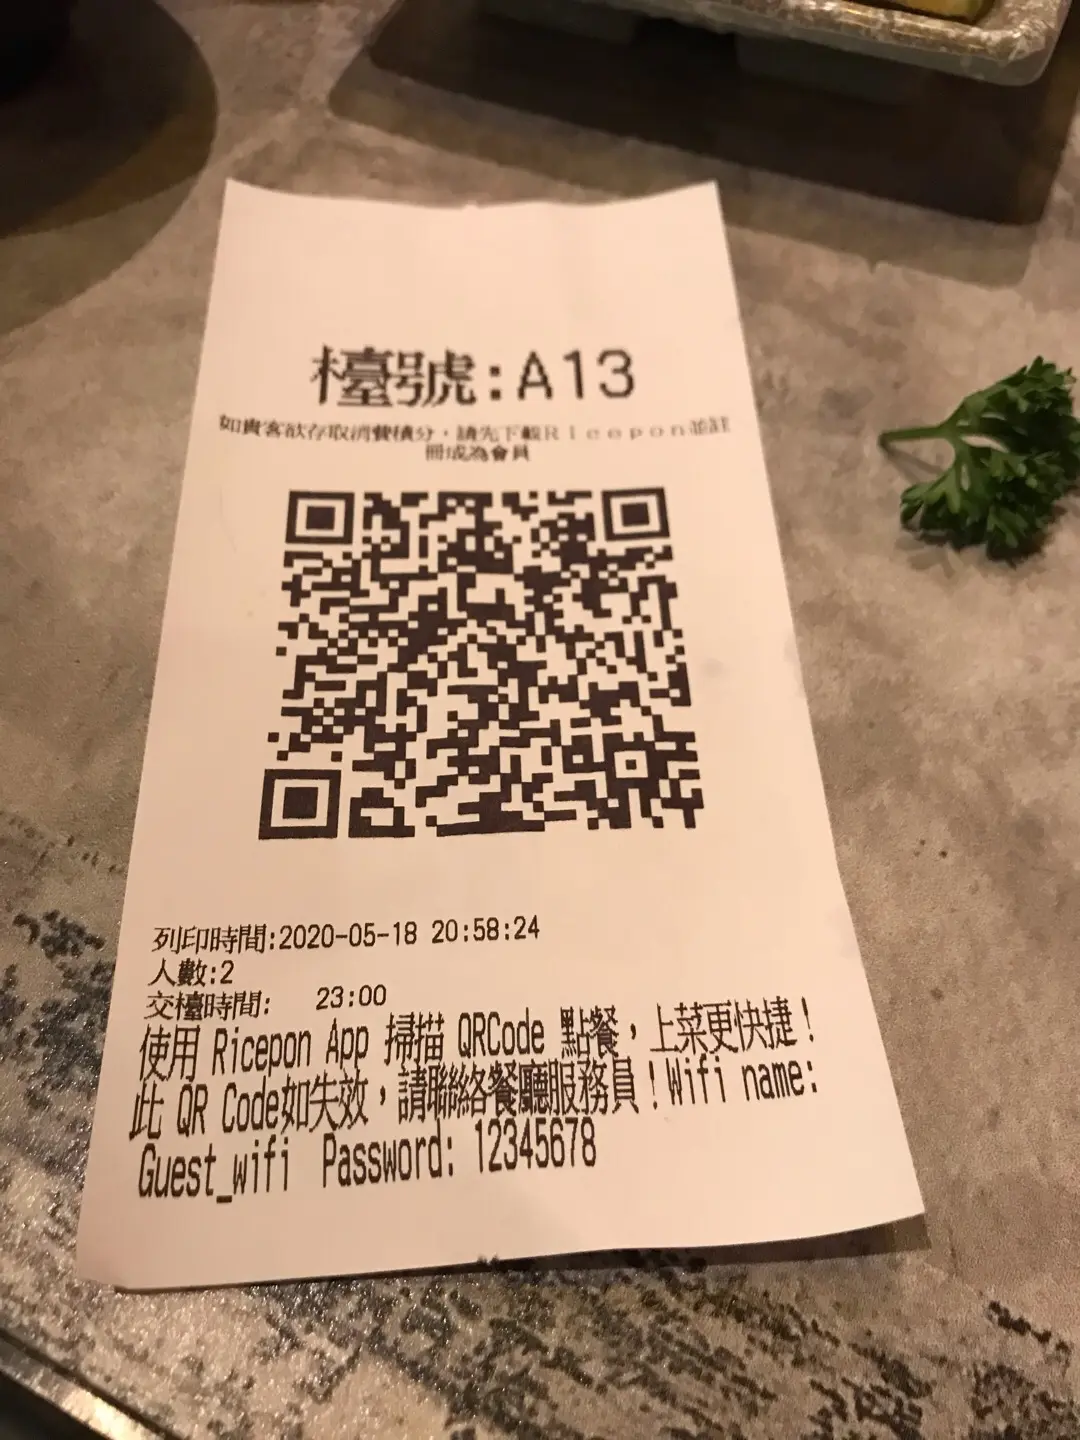 檯號:A13
如貴客欲存取消費積分，請先下載Ｒｉｃｅｐｏｎ並註
冊成為會員
列印時間:2020-05-18 20:58:24
人數:2
交檯時間: 23:00
使用 Ricepon App 掃描 QRCode 點餐，上菜更快捷！
此 QR Code如失效，請聯絡餐廳服務員！Wifi name:
Guest_wifi Password: 12345678